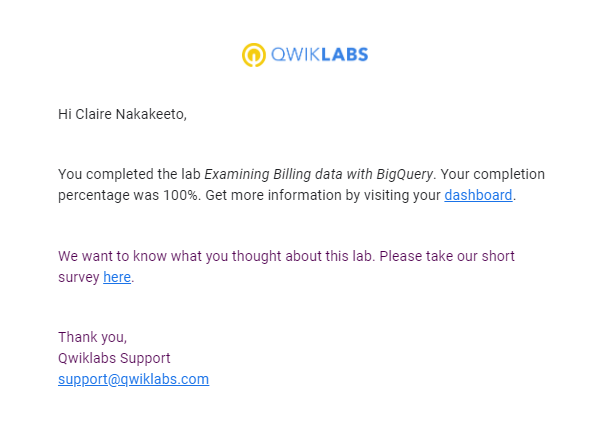 QWIKLABS
Hi Claire Nakakeeto,
You completed the lab Examining Billing data with BigQuery. Your completion
percentage was 100%. Get more information by visiting your dashboard.
We want to know what you thought about this lab. Please take our short
survey here.
Thank you,
Qwiklabs Support
support@qwiklabs.com